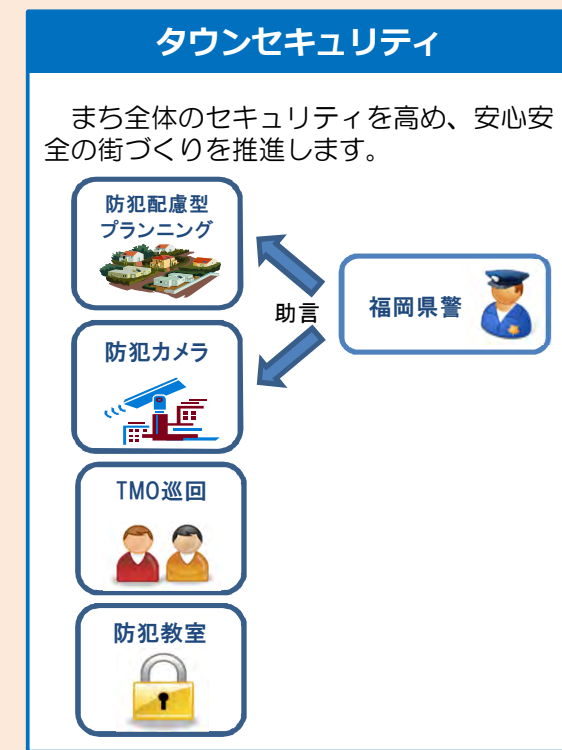 タウンセキュリティ
まち全体のセキュリティを高め、安心安
全の街づくりを推進します。
防犯配慮型
プランニング
助言
福岡県警
防犯カメラ
TMO巡回
防犯教室